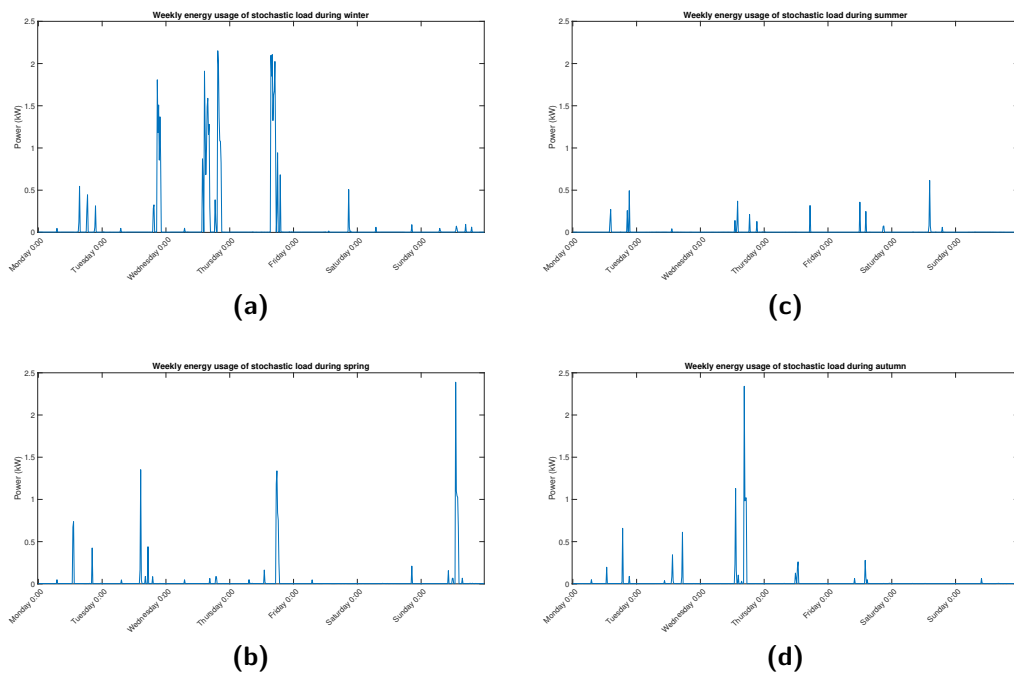 Weekly energy usage of stochastic load during winter
2.5
2
1.5
1
0.5
0
Power (kW)
Monday 0:00
Tuesday 0:00
Wednesday 0:00
Thursday 0:00
Friday 0:00
Saturday 0:00
Sunday 0:00
(a)
Weekly energy usage of stochastic load during summer
2.5
2
1.5
1
0.5
0
Power (kW)
Monday 0:00
Tuesday 0:00
Wednesday 0:00
Thursday 0:00
Friday 0:00
Saturday 0:00
Sunday 0:00
(c)
Weekly energy usage of stochastic load during spring
2.5
2
1.5
1
0.5
0
Power (kW)
Monday 0:00
Tuesday 0:00
Wednesday 0:00
Thursday 0:00
Friday 0:00
Saturday 0:00
Sunday 0:00
(b)
Weekly energy usage of stochastic load during autumn
2.5
2
1.5
1
0.5
0
Power (kW)
Monday 0:00
Tuesday 0:00
Wednesday 0:00
Thursday 0:00
Friday 0:00
Saturday 0:00
Sunday 0:00
(d)